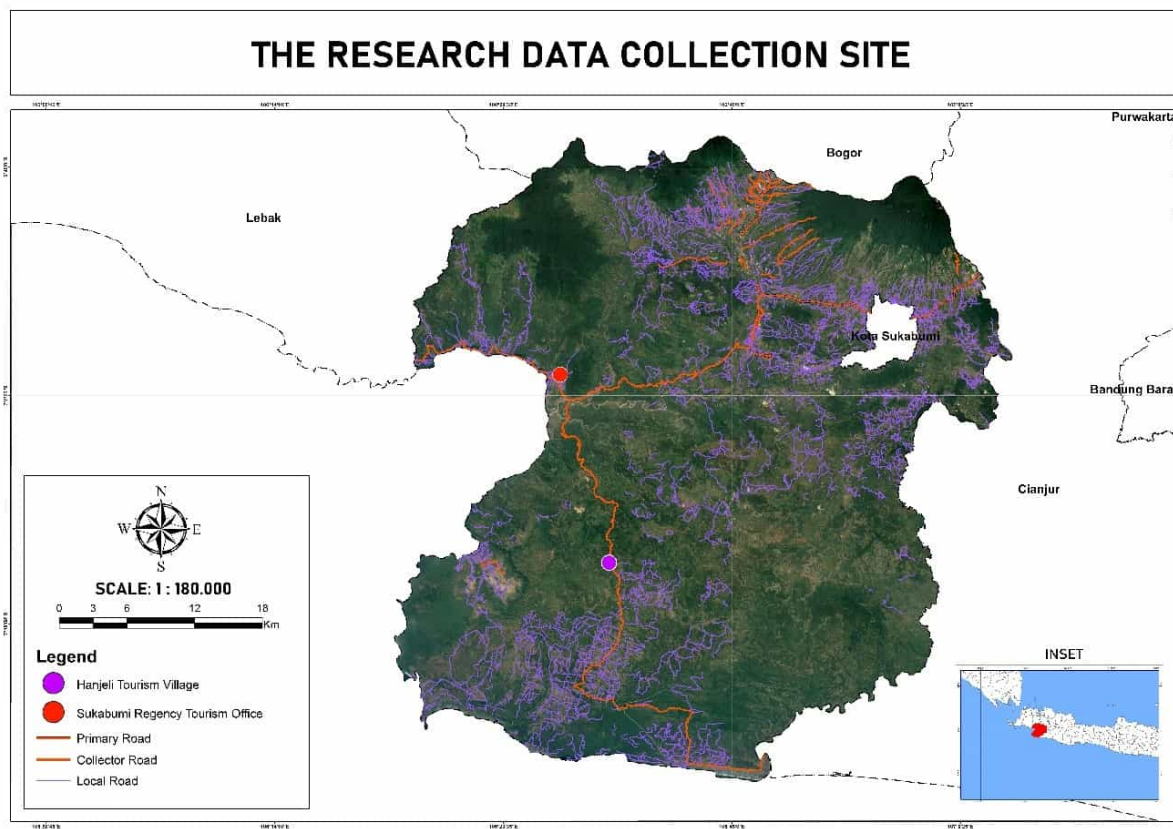 THE RESEARCH DATA COLLECTION SITE
Purwakarta
Bogor
Lebak
Kota Sukabumi
Bandung Bara
Cianjur
N
W E
S
SCALE: 1 : 180.000
0 3 6 12 18
Km
Legend
Hanjeli Tourism Village
Sukabumi Regency Tourism Office
Primary Road
Collector Road
Local Road
INSET